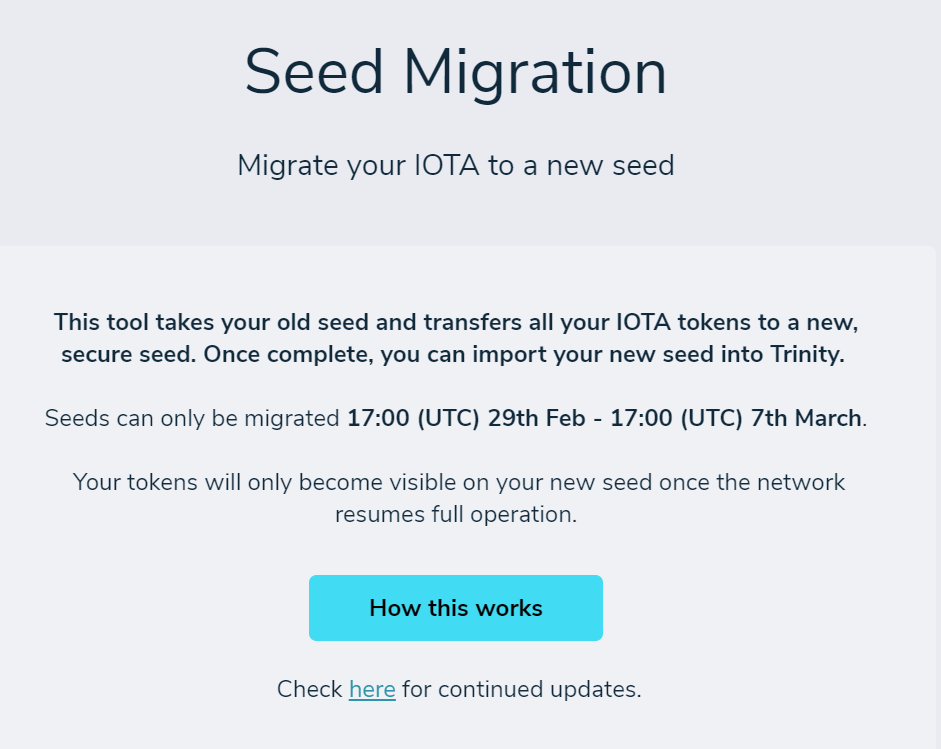 Seed Migration
Migrate your IOTA to a new seed
This tool takes your old seed and transfers all your IOTA tokens to a new,
secure seed. Once complete, you can import your new seed into Trinity.
Seeds can only be migrated 17:00 (UTC) 29th Feb - 17:00 (UTC) 7th March.
Your tokens will only become visible on your new seed once the network
resumes full operation.
How this works
Check here for continued updates.